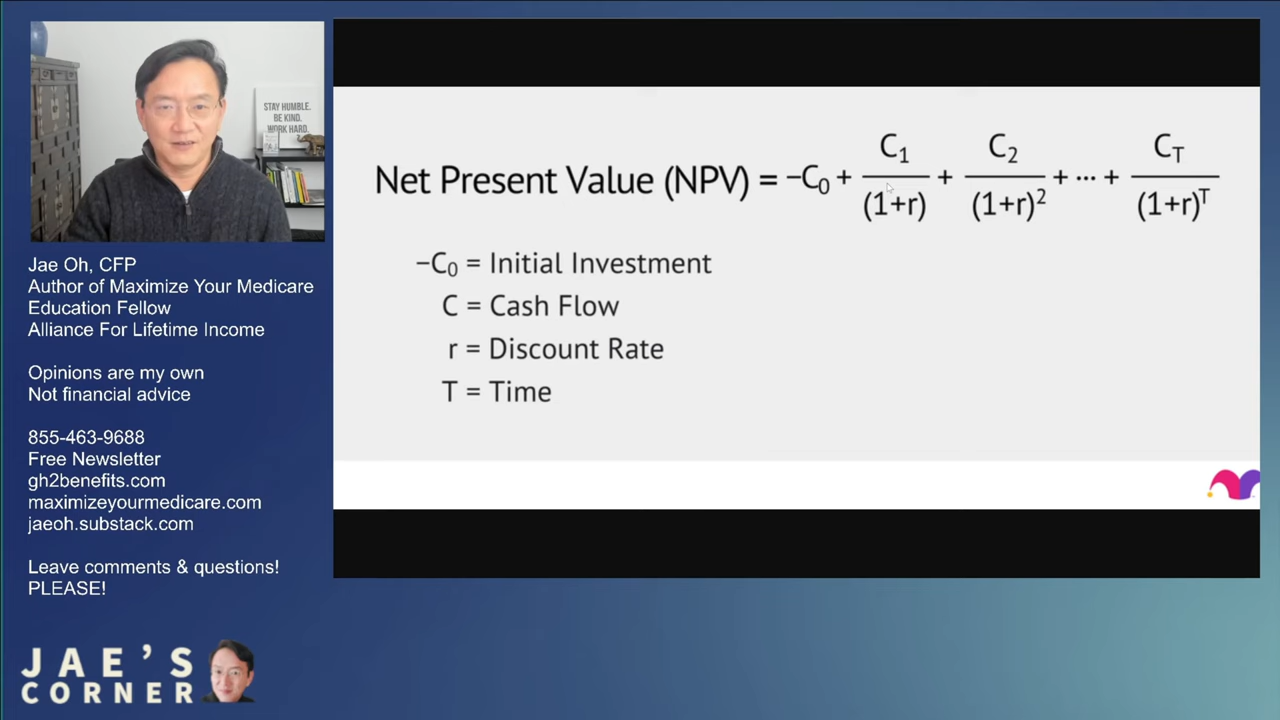 STAY HUMBLE.
BE KIND.
WORK HARD.
Jae Oh, CFP
Author of Maximize Your Medicare
Education Fellow
Alliance For Lifetime Income
Opinions are my own
Not financial advice
855-463-9688
Free Newsletter
gh2benefits.com
maximizeyourmedicare.com
jaeoh.substack.com
Leave comments & questions!
PLEASE!
JAE'S
CORNER
Net Present Value (NPV) = −C₀ + C₁/(1+r) + C₂/(1+r)² + ··· + C_T/(1+r)^T
−C₀ = Initial Investment
C = Cash Flow
r = Discount Rate
T = Time